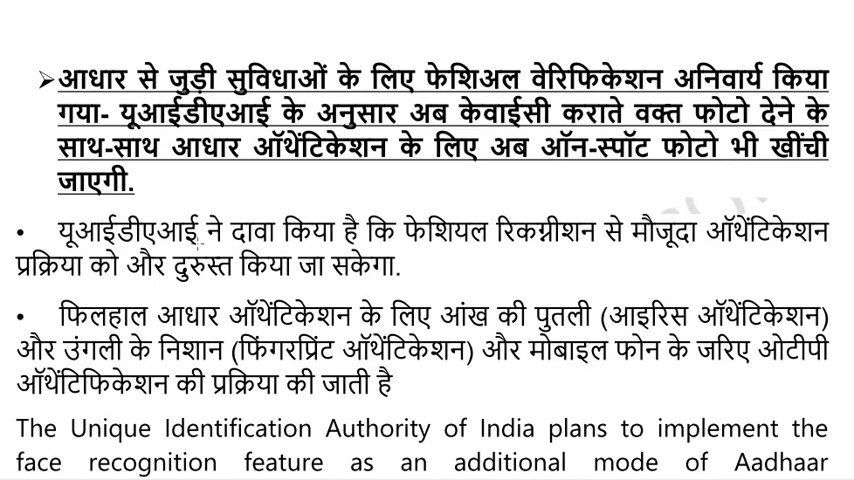 ➢आधार से जुड़ी सुविधाओं के लिए फेशिअल वेरिफिकेशन अनिवार्य किया
गया- यूआईडीएआई के अनुसार अब केवाईसी कराते वक्त फोटो देने के
साथ-साथ आधार ऑथेंटिकेशन के लिए अब ऑन-स्पॉट फोटो भी खींची
जाएगी.
• यूआईडीएआई ने दावा किया है कि फेशियल रिकग्नीशन से मौजूदा ऑथेंटिकेशन
प्रक्रिया को और दुरुस्त किया जा सकेगा.
• फिलहाल आधार ऑथेंटिकेशन के लिए आंख की पुतली (आइरिस ऑथेंटिकेशन)
और उंगली के निशान (फिंगरप्रिंट ऑथेंटिकेशन) और मोबाइल फोन के जरिए ओटीपी
ऑथेंटिफिकेशन की प्रक्रिया की जाती है
The Unique Identification Authority of India plans to implement the
face recognition feature as an additional mode of Aadhaar